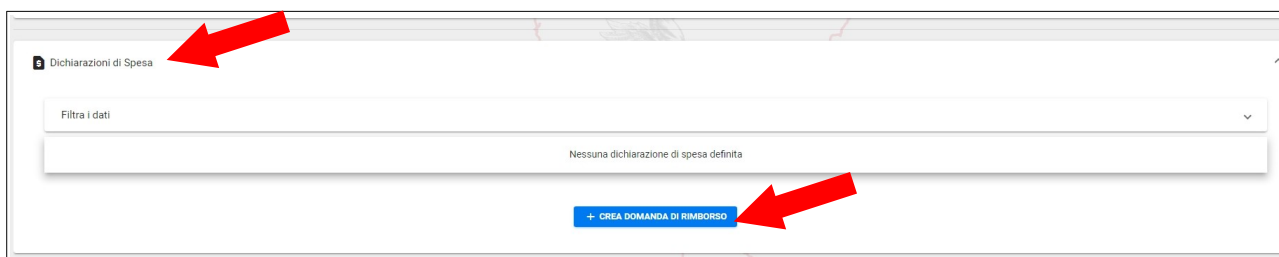 Dichiarazioni di Spesa
Filtra i dati
Nessuna dichiarazione di spesa definita
+ CREA DOMANDA DI RIMBORSO